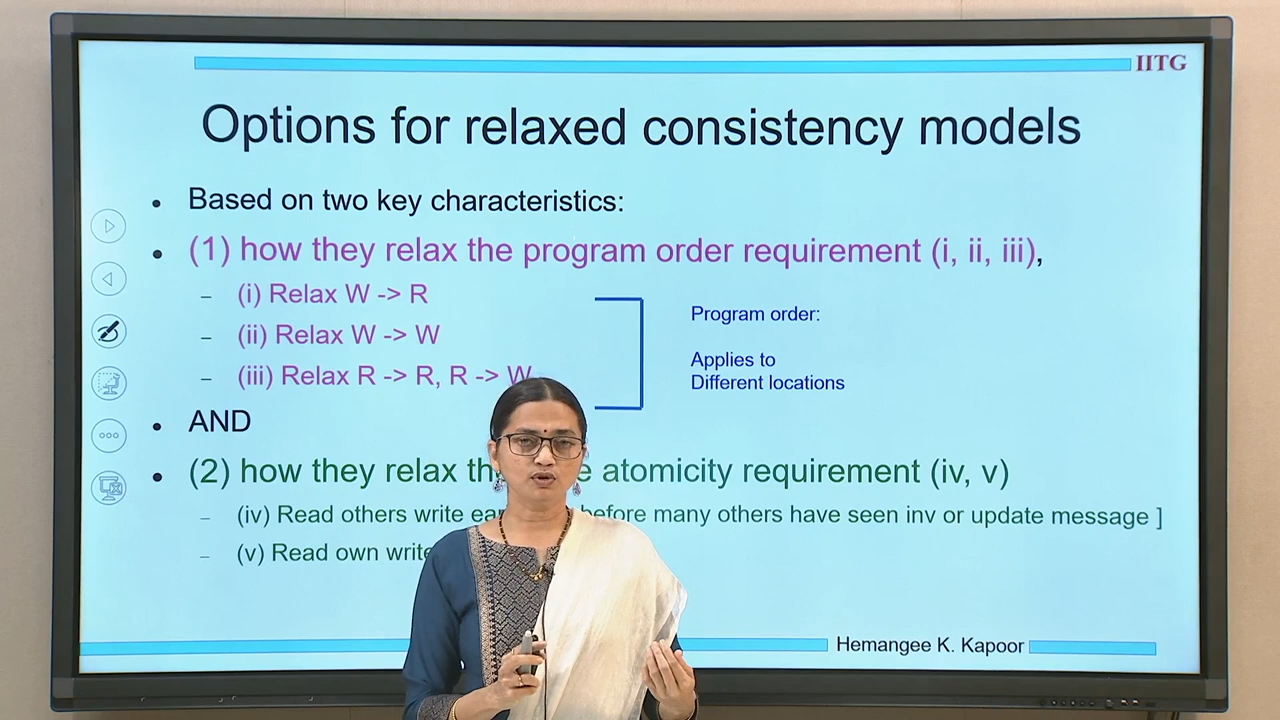 IITG
Options for relaxed consistency models
• Based on two key characteristics:
• (1) how they relax the program order requirement (i, ii, iii),
– (i) Relax W -> R
– (ii) Relax W -> W
– (iii) Relax R -> R, R -> W
Program order:
Applies to
Different locations
• AND
• (2) how they relax atomicity requirement (iv, v)
– (iv) Read others write before many others have seen inv or update message ]
– (v) Read own write
Hemangee K. Kapoor